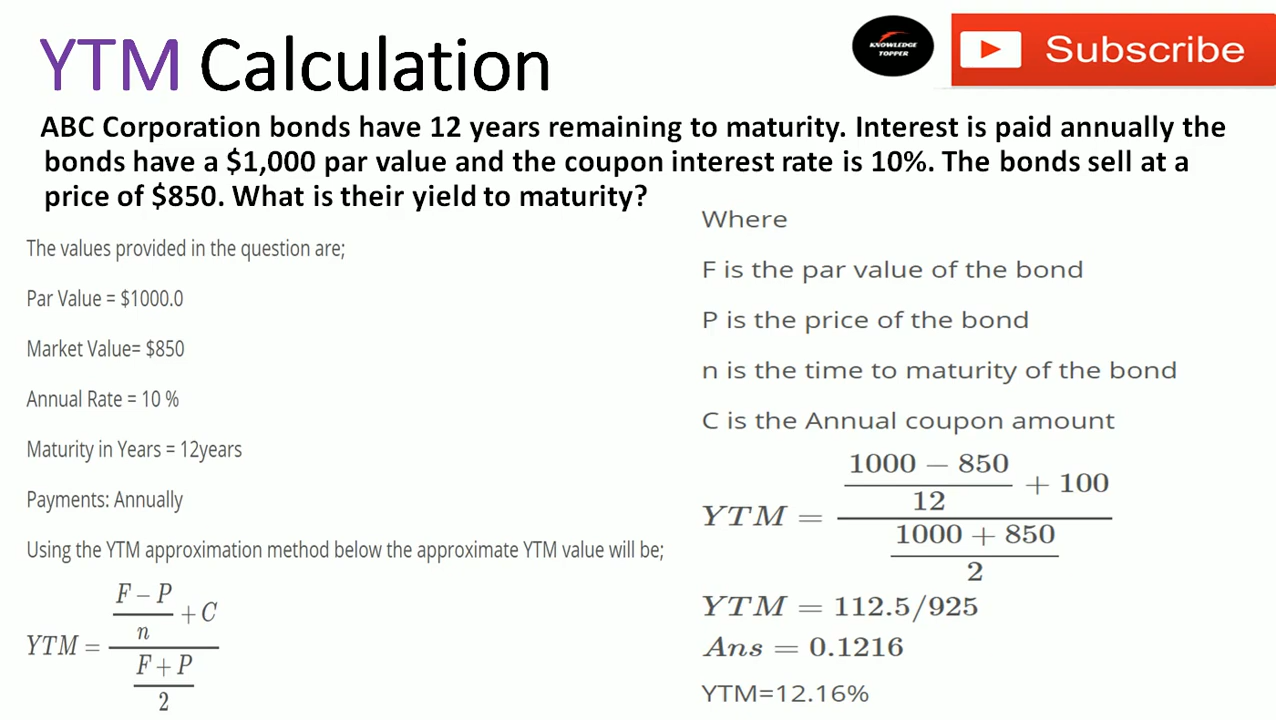 YTM Calculation
KNOWLEDGE
TOPPER
Subscribe
ABC Corporation bonds have 12 years remaining to maturity. Interest is paid annually the
bonds have a $1,000 par value and the coupon interest rate is 10%. The bonds sell at a
price of $850. What is their yield to maturity?
The values provided in the question are;
Par Value = $1000.0
Market Value= $850
Annual Rate = 10 %
Maturity in Years = 12years
Payments: Annually
Using the YTM approximation method below the approximate YTM value will be;
F – P
+ C
n
YTM =
F + P
2
Where
F is the par value of the bond
P is the price of the bond
n is the time to maturity of the bond
C is the Annual coupon amount
1000 − 850
+ 100
12
YTM =
1000 + 850
2
YTM = 112.5/925
Ans = 0.1216
YTM=12.16%